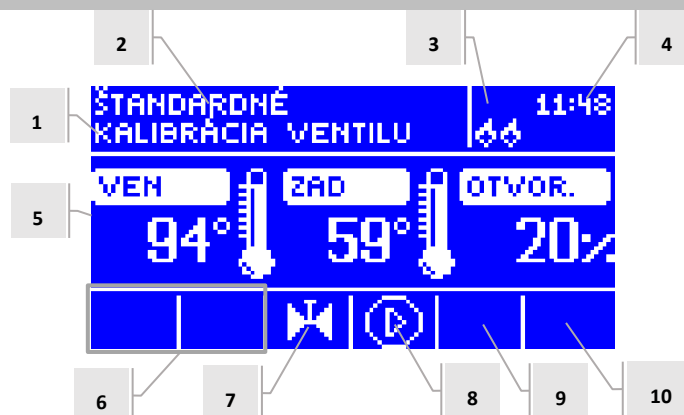 2
3
4
1
ŠTANDARDNÉ
11:48
KALIBRÁCIA VENTILU
5
VEN
ZAD
OTVOR.
94°
59°
20%
6
7
8
9
10